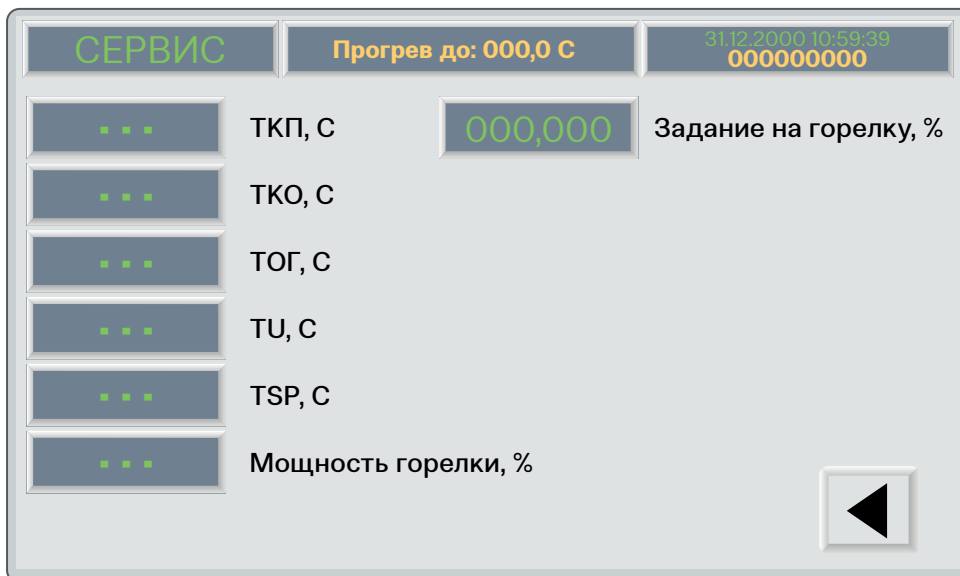 СЕРВИС
Прогрев до: 000,0 С
31.12.2000 10:59:39
000000000
... ТКП, С
000,000 Задание на горелку, %
... ТКО, С
... ТОГ, С
... TU, C
... TSP, C
... Мощность горелки, %